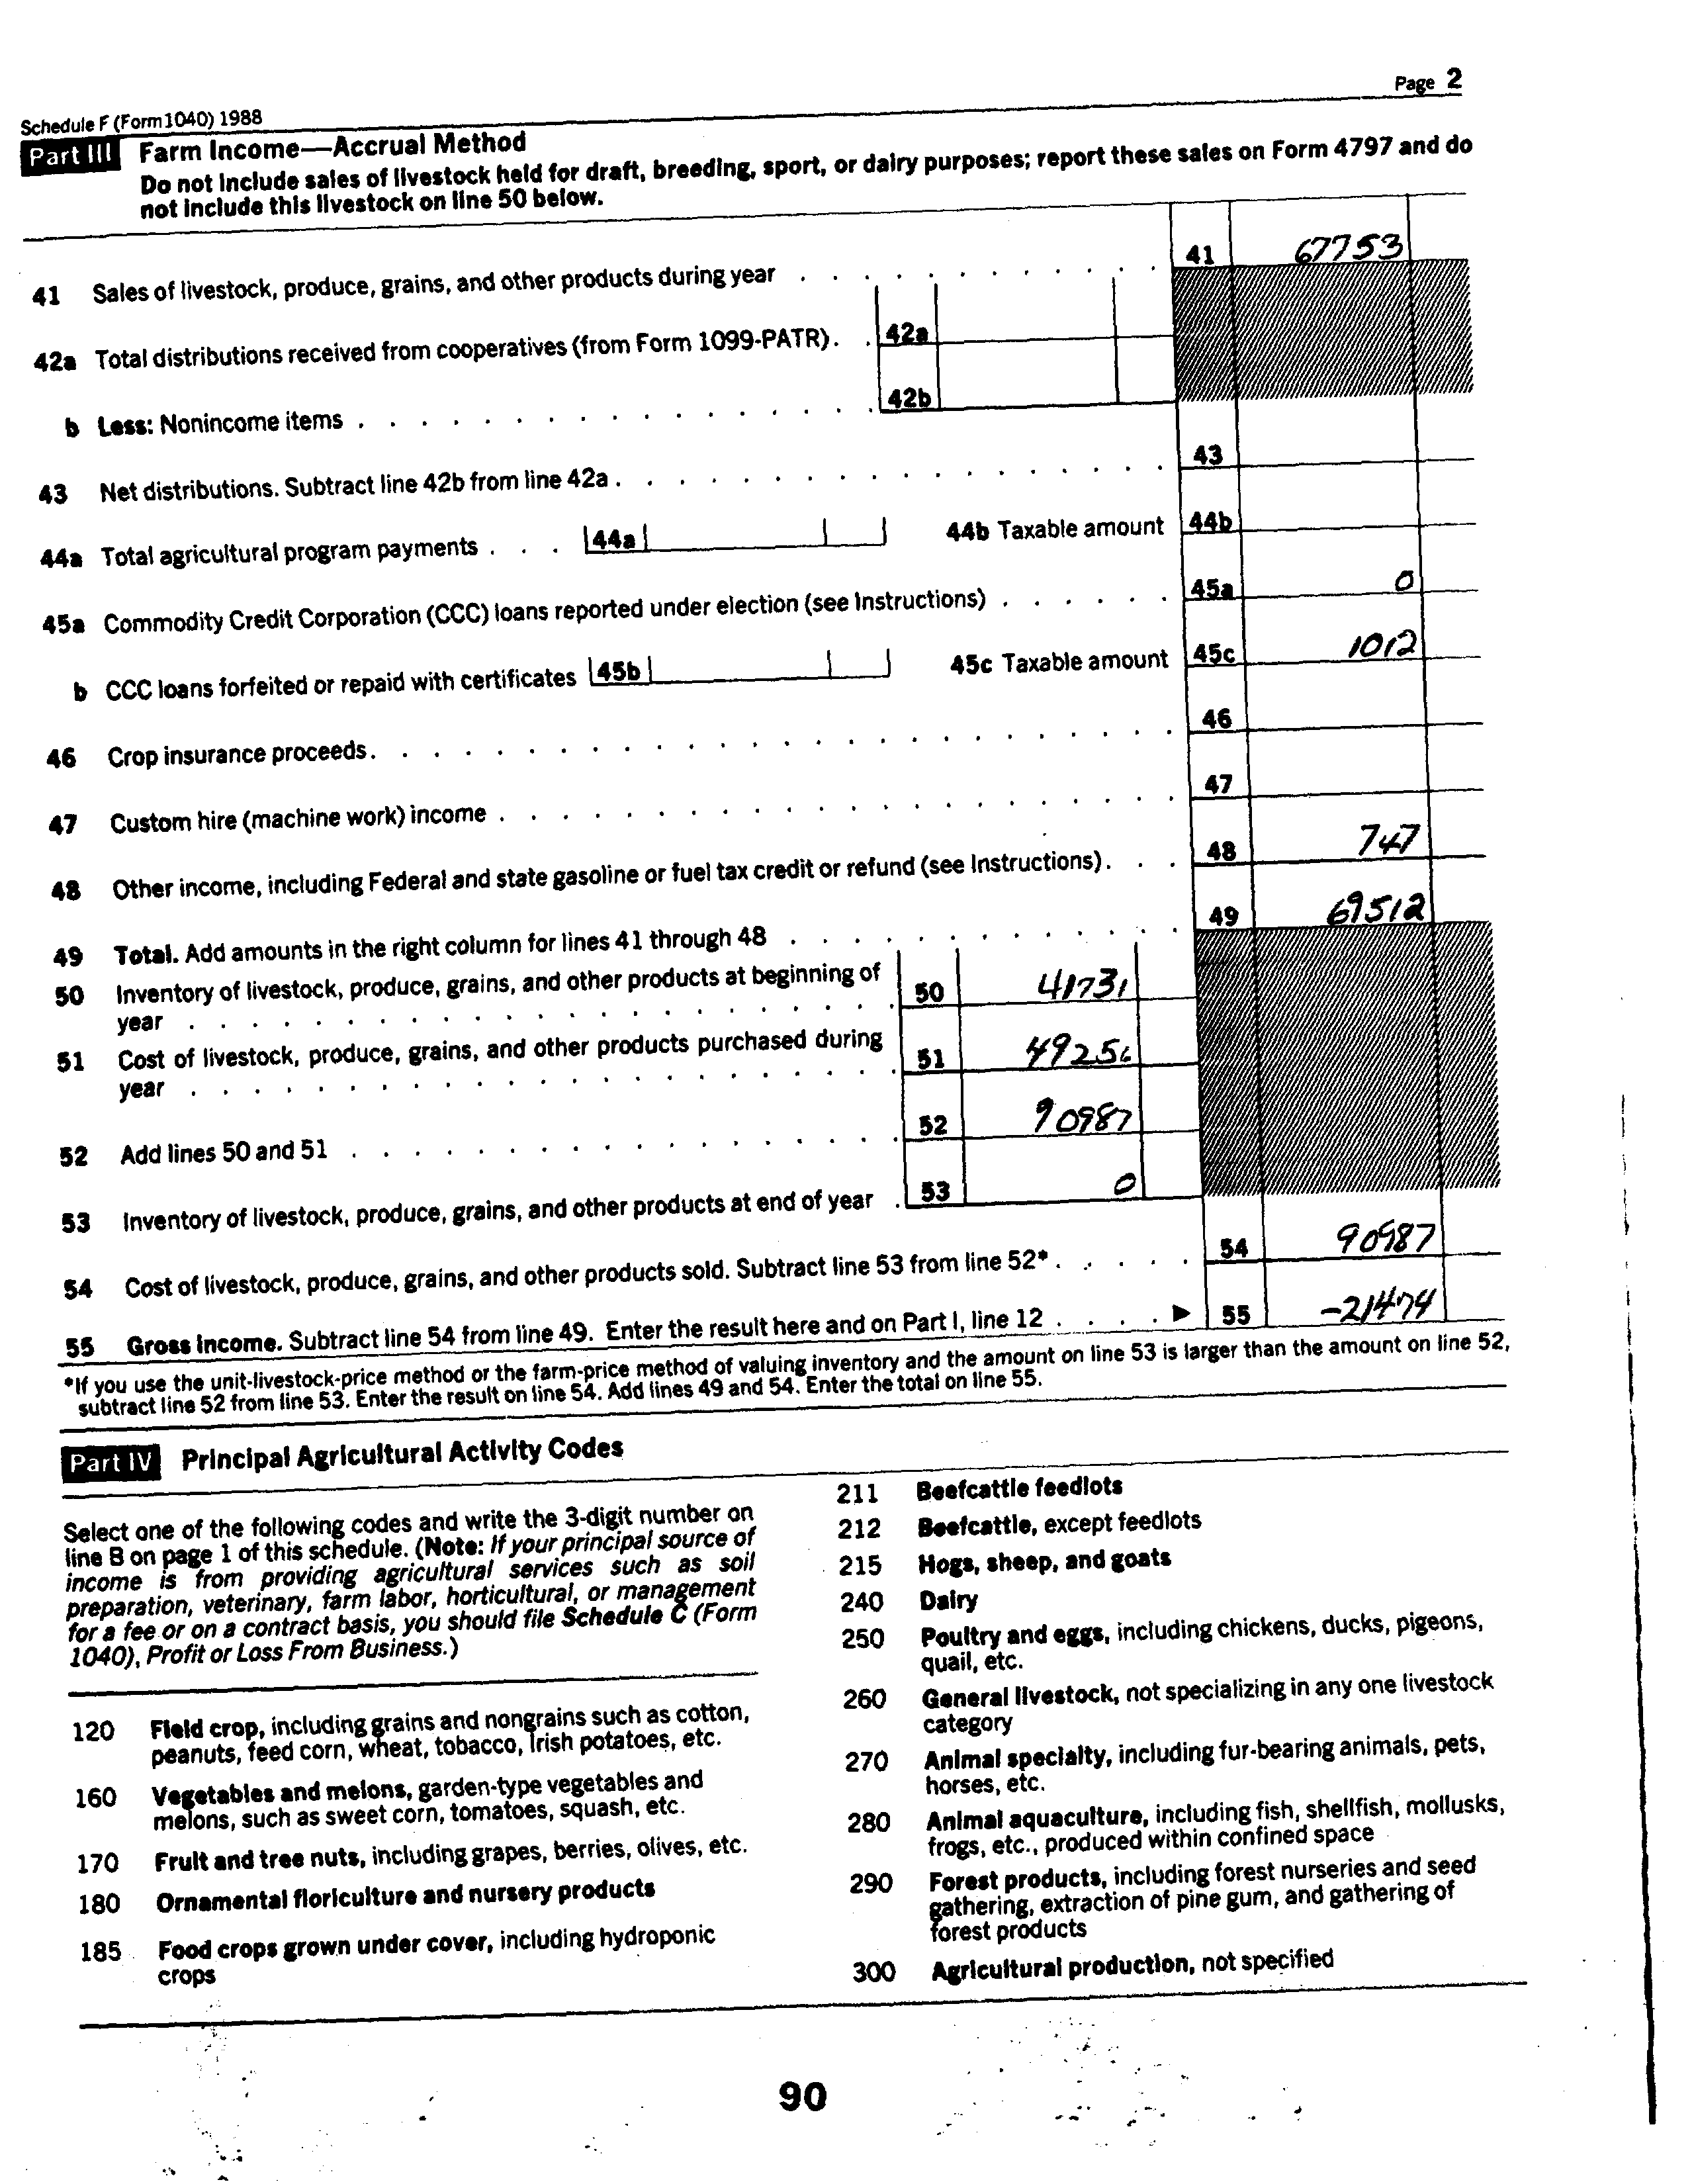 Page 2
Schedule F (Form 1040) 1988
Part III Farm Income—Accrual Method
Do not include sales of livestock held for draft, breeding, sport, or dairy purposes; report these sales on Form 4797 and do
not include this livestock on line 50 below.
41 Sales of livestock, produce, grains, and other products during year . . . . . . . . . . . . 41 67753
42a Total distributions received from cooperatives (from Form 1099-PATR). . 42a
b Less: Nonincome items . . . . . . . . . . . . . . . . . 42b
43 Net distributions. Subtract line 42b from line 42a . . . . . . . . . . . . . . . . . . 43
44a Total agricultural program payments . . . 44a 44b Taxable amount 44b
45a Commodity Credit Corporation (CCC) loans reported under election (see Instructions) . . . . . . 45a 0
b CCC loans forfeited or repaid with certificates 45b 45c Taxable amount 45c 1012
46 Crop insurance proceeds. . . . . . . . . . . . . . . . . . . . . . . . . . 46
47 Custom hire (machine work) income . . . . . . . . . . . . . . . . . . . . . . 47
48 Other income, including Federal and state gasoline or fuel tax credit or refund (see Instructions). . . 48 747
49 Total. Add amounts in the right column for lines 41 through 48 . . . . . . . . . . . . . 49 69512
50 Inventory of livestock, produce, grains, and other products at beginning of
year . . . . . . . . . . . . . . . . . . . . . . . 50 41731
51 Cost of livestock, produce, grains, and other products purchased during
year . . . . . . . . . . . . . . . . . . . . . . . 51 49256
52 Add lines 50 and 51 . . . . . . . . . . . . . . . . . . 52 90987
53 Inventory of livestock, produce, grains, and other products at end of year . 53 0
54 Cost of livestock, produce, grains, and other products sold. Subtract line 53 from line 52* . . . . . 54 90987
55 Gross income. Subtract line 54 from line 49. Enter the result here and on Part I, line 12 . . . . ▶ 55 -21474
*If you use the unit-livestock-price method or the farm-price method of valuing inventory and the amount on line 53 is larger than the amount on line 52,
subtract line 52 from line 53. Enter the result on line 54. Add lines 49 and 54. Enter the total on line 55.
Part IV Principal Agricultural Activity Codes
Select one of the following codes and write the 3-digit number on
line B on page 1 of this schedule. (Note: If your principal source of
income is from providing agricultural services such as soil
preparation, veterinary, farm labor, horticultural, or management
for a fee or on a contract basis, you should file Schedule C (Form
1040), Profit or Loss From Business.)
120 Field crop, including grains and nongrains such as cotton,
peanuts, feed corn, wheat, tobacco, Irish potatoes, etc.
160 Vegetables and melons, garden-type vegetables and
melons, such as sweet corn, tomatoes, squash, etc.
170 Fruit and tree nuts, including grapes, berries, olives, etc.
180 Ornamental floriculture and nursery products
185 Food crops grown under cover, including hydroponic
crops
211 Beefcattle feedlots
212 Beefcattle, except feedlots
215 Hogs, sheep, and goats
240 Dairy
250 Poultry and eggs, including chickens, ducks, pigeons,
quail, etc.
260 General livestock, not specializing in any one livestock
category
270 Animal specialty, including fur-bearing animals, pets,
horses, etc.
280 Animal aquaculture, including fish, shellfish, mollusks,
frogs, etc., produced within confined space
290 Forest products, including forest nurseries and seed
gathering, extraction of pine gum, and gathering of
forest products
300 Agricultural production, not specified
90